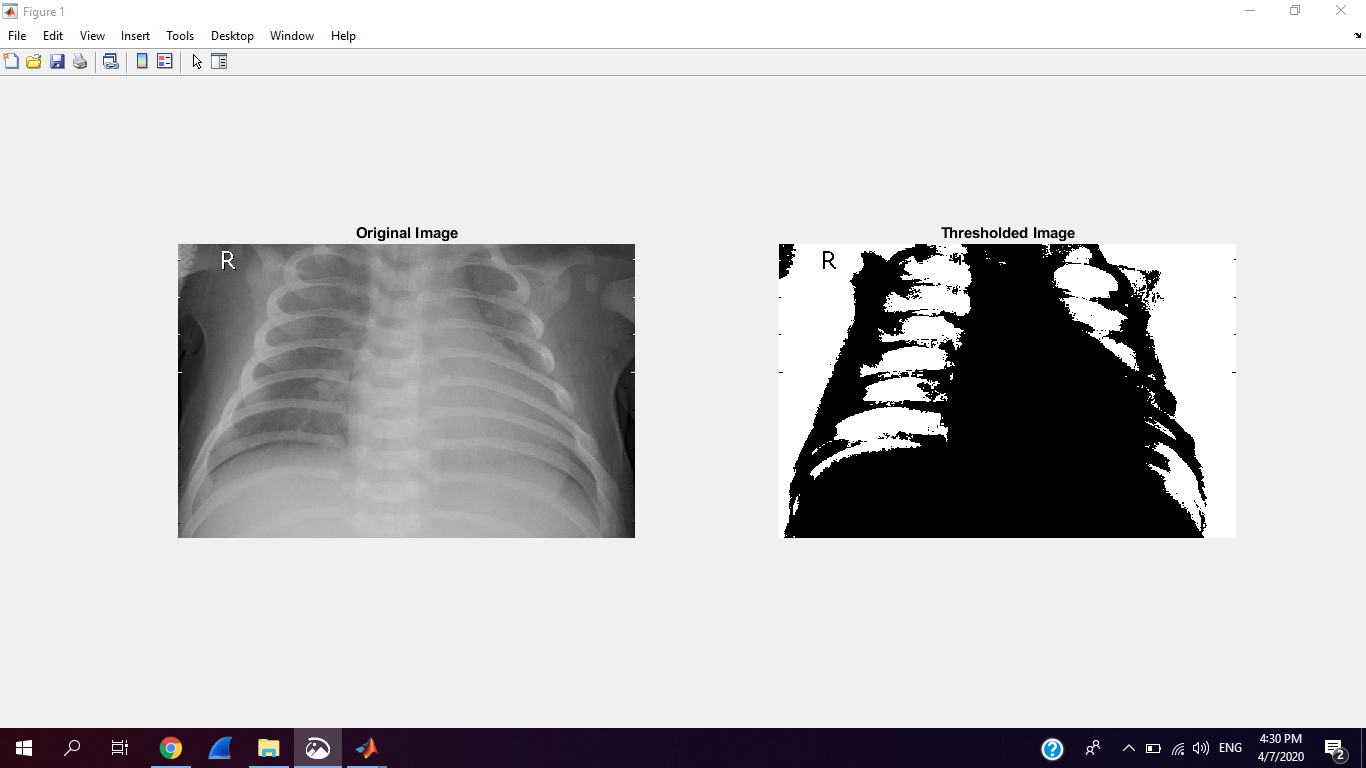 Figure 1
File Edit View Insert Tools Desktop Window Help
Original Image
Thresholded Image
R
R
ENG
4:30 PM
4/7/2020
2